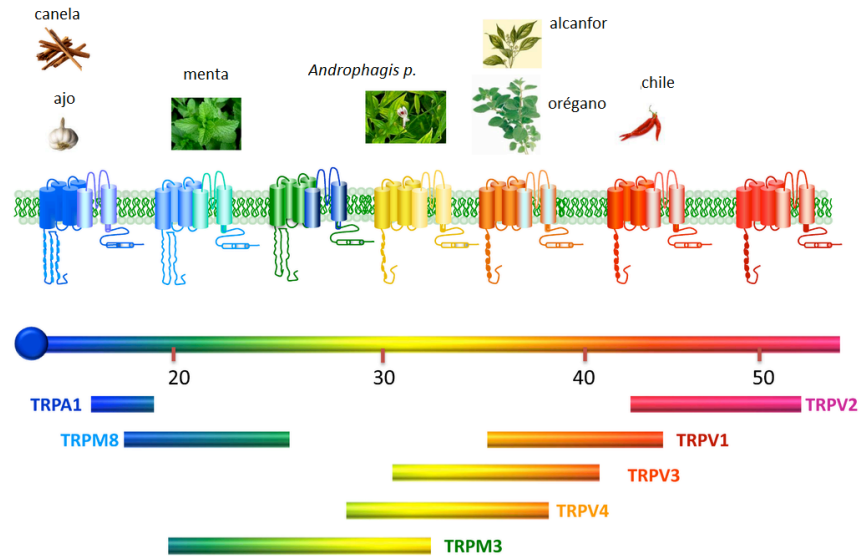 canela
alcanfor
menta
Androphagis p.
chile
ajo
orégano
20
30
40
50
TRPA1
TRPV2
TRPM8
TRPV1
TRPV3
TRPV4
TRPM3